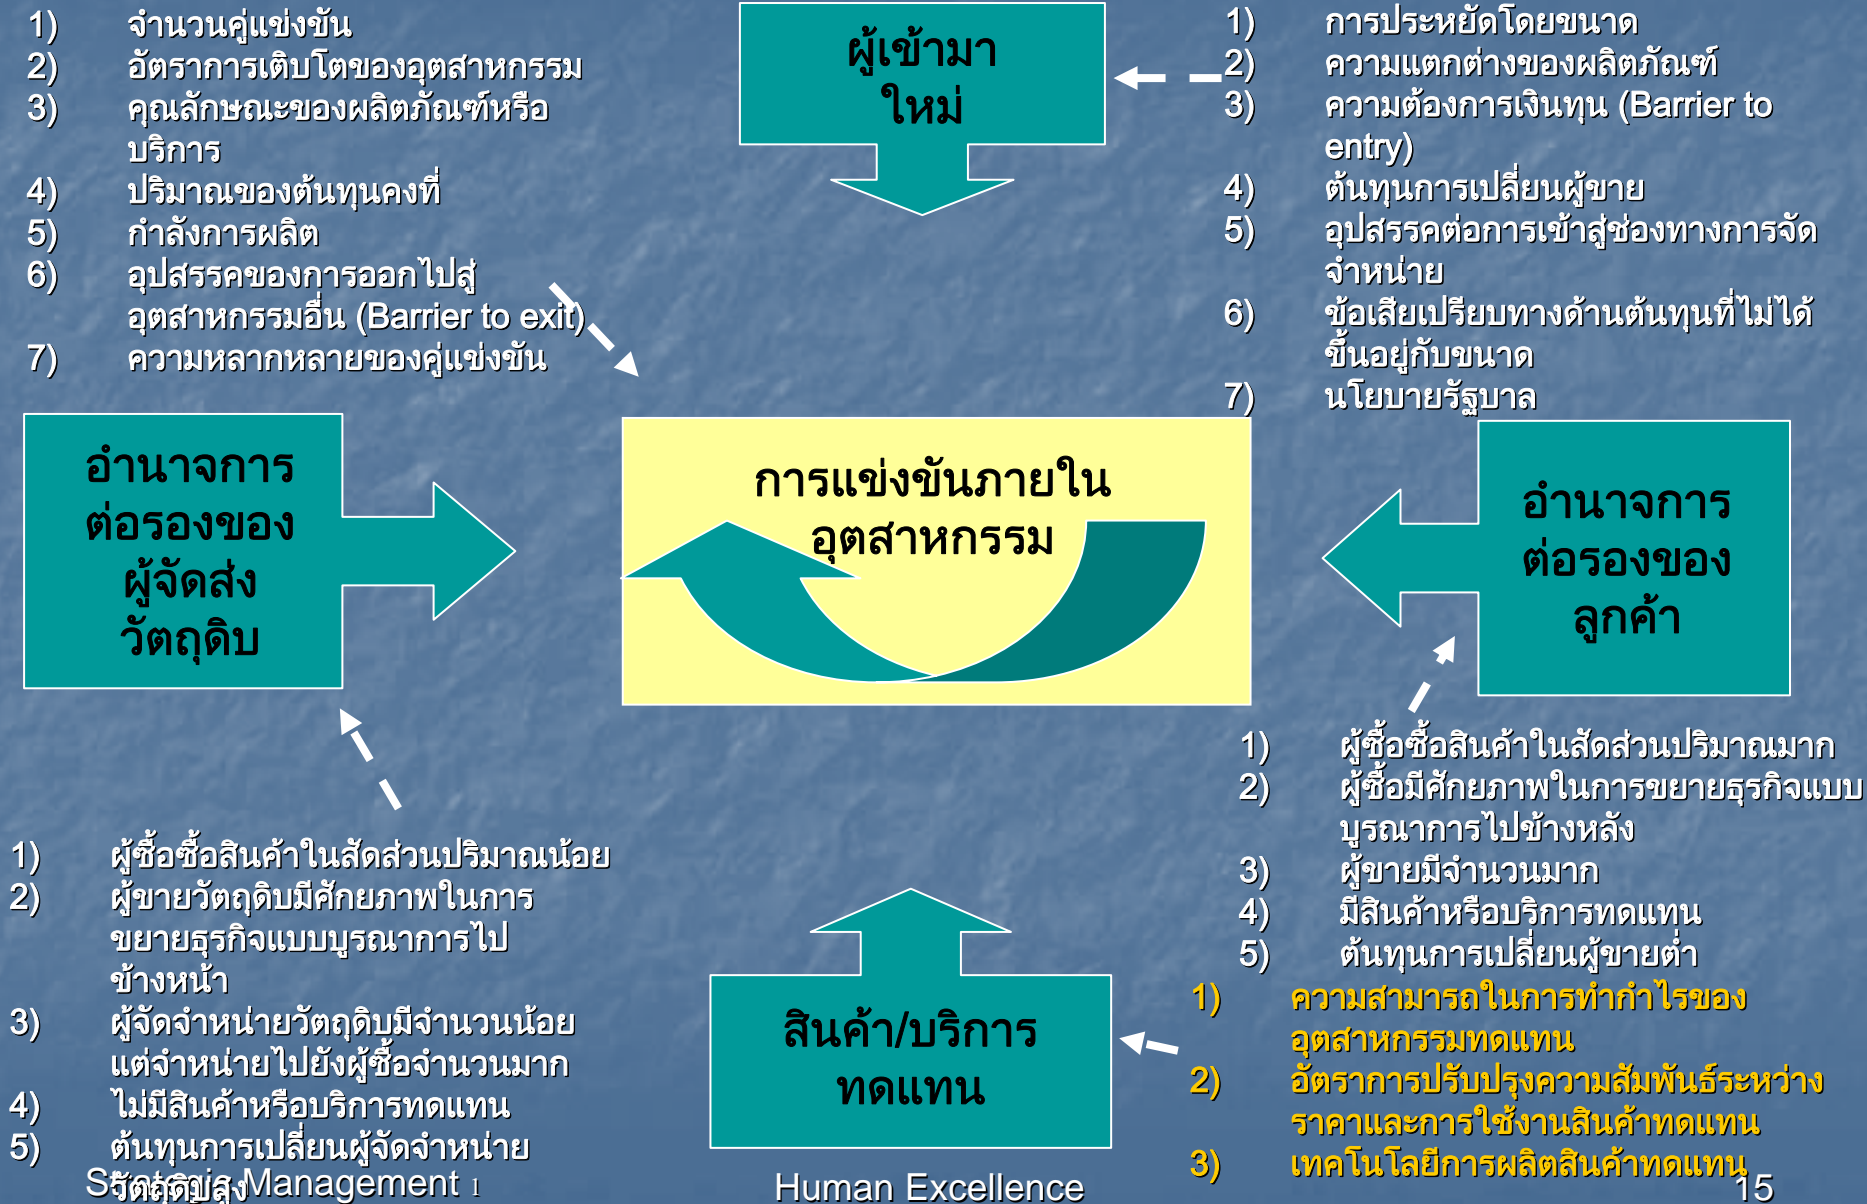 1) จำนวนคู่แข่งขัน
2) อัตราการเติบโตของอุตสาหกรรม
3) คุณลักษณะของผลิตภัณฑ์หรือ
บริการ
4) ปริมาณของต้นทุนคงที่
5) กำลังการผลิต
6) อุปสรรคของการออกไปสู่
อุตสาหกรรมอื่น (Barrier to exit)
7) ความหลากหลายของคู่แข่งขัน
ผู้เข้ามา
ใหม่
1) การประหยัดโดยขนาด
2) ความแตกต่างของผลิตภัณฑ์
3) ความต้องการเงินทุน (Barrier to
entry)
4) ต้นทุนการเปลี่ยนผู้ขาย
5) อุปสรรคต่อการเข้าสู่ช่องทางการจัด
จำหน่าย
6) ข้อเสียเปรียบทางด้านต้นทุนที่ไม่ได้
ขึ้นอยู่กับขนาด
7) นโยบายรัฐบาล
อำนาจการ
ต่อรองของ
ผู้จัดส่ง
วัตถุดิบ
การแข่งขันภายใน
อุตสาหกรรม
อำนาจการ
ต่อรองของ
ลูกค้า
1) ผู้ซื้อซื้อสินค้าในสัดส่วนปริมาณน้อย
2) ผู้ขายวัตถุดิบมีศักยภาพในการ
ขยายธุรกิจแบบบูรณาการไป
ข้างหน้า
3) ผู้จัดจำหน่ายวัตถุดิบมีจำนวนน้อย
แต่จำหน่ายไปยังผู้ซื้อจำนวนมาก
4) ไม่มีสินค้าหรือบริการทดแทน
5) ต้นทุนการเปลี่ยนผู้จัดจำหน่าย
วัตถุดิบสูง
สินค้า/บริการ
ทดแทน
1) ผู้ซื้อซื้อสินค้าในสัดส่วนปริมาณมาก
2) ผู้ซื้อมีศักยภาพในการขยายธุรกิจแบบ
บูรณาการไปข้างหลัง
3) ผู้ขายมีจำนวนมาก
4) มีสินค้าหรือบริการทดแทน
5) ต้นทุนการเปลี่ยนผู้ขายต่ำ
1) ความสามารถในการทำกำไรของ
อุตสาหกรรมทดแทน
2) อัตราการปรับปรุงความสัมพันธ์ระหว่าง
ราคาและการใช้งานสินค้าทดแทน
3) เทคโนโลยีการผลิตสินค้าทดแทน
Strategic Management 1
Human Excellence
15